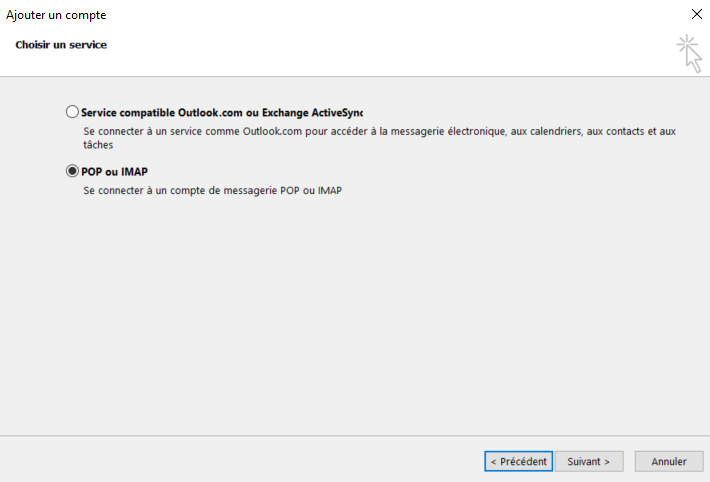 Ajouter un compte
Choisir un service
Service compatible Outlook.com ou Exchange ActiveSync
Se connecter à un service comme Outlook.com pour accéder à la messagerie électronique, aux calendriers, aux contacts et aux
tâches
POP ou IMAP
Se connecter à un compte de messagerie POP ou IMAP
< Précédent
Suivant >
Annuler